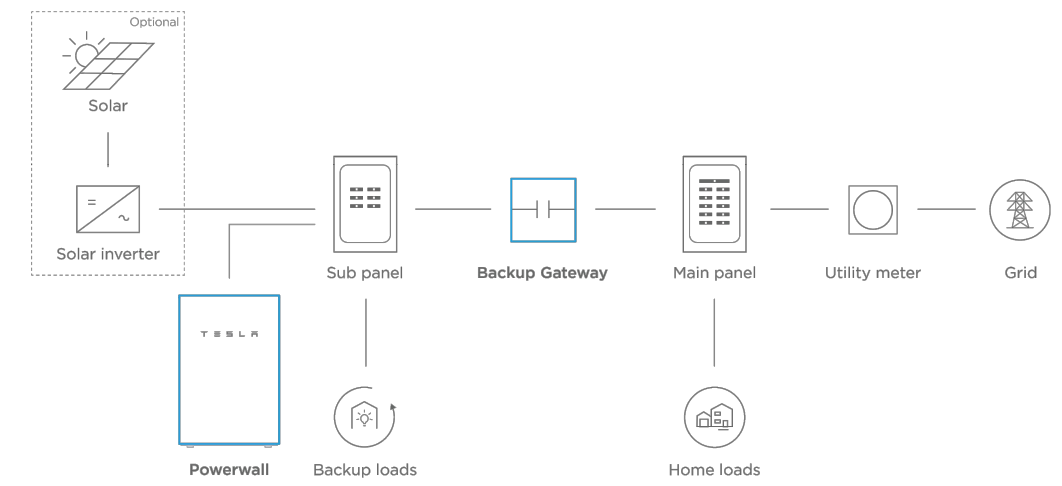 Optional
Solar
Solar inverter
Sub panel
Backup Gateway
Main panel
Utility meter
Grid
TESLA
Powerwall
Backup loads
Home loads